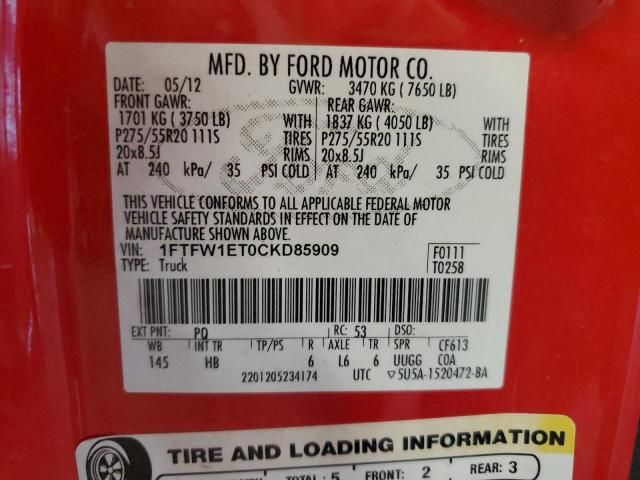 MFD. BY FORD MOTOR CO.
DATE: 05/12 GVWR: 3470 KG ( 7650 LB)
FRONT GAWR: REAR GAWR:
1701 KG ( 3750 LB) WITH 1837 KG ( 4050 LB) WITH
P275/55R20 111S TIRES P275/55R20 111S TIRES
20x8.5J RIMS 20x8.5J RIMS
AT 240 kPa/ 35 PSI COLD AT 240 kPa/ 35 PSI COLD
THIS VEHICLE CONFORMS TO ALL APPLICABLE FEDERAL MOTOR
VEHICLE SAFETY STANDARDS IN EFFECT ON THE DATE OF
MANUFACTURE SHOWN ABOVE.
VIN: 1FTFW1ET0CKD85909 F0111
TYPE: Truck T0258
EXT PNT: PQ RC: 53 DSO:
WB INT TR TP/PS R AXLE TR SPR CF613
145 HB 6 L6 6 UUGG COA
2201205234174 UTC ▽5U5A-1520472-BA
TIRE AND LOADING INFORMATION
TOTAL: 5 FRONT: 2 REAR: 3